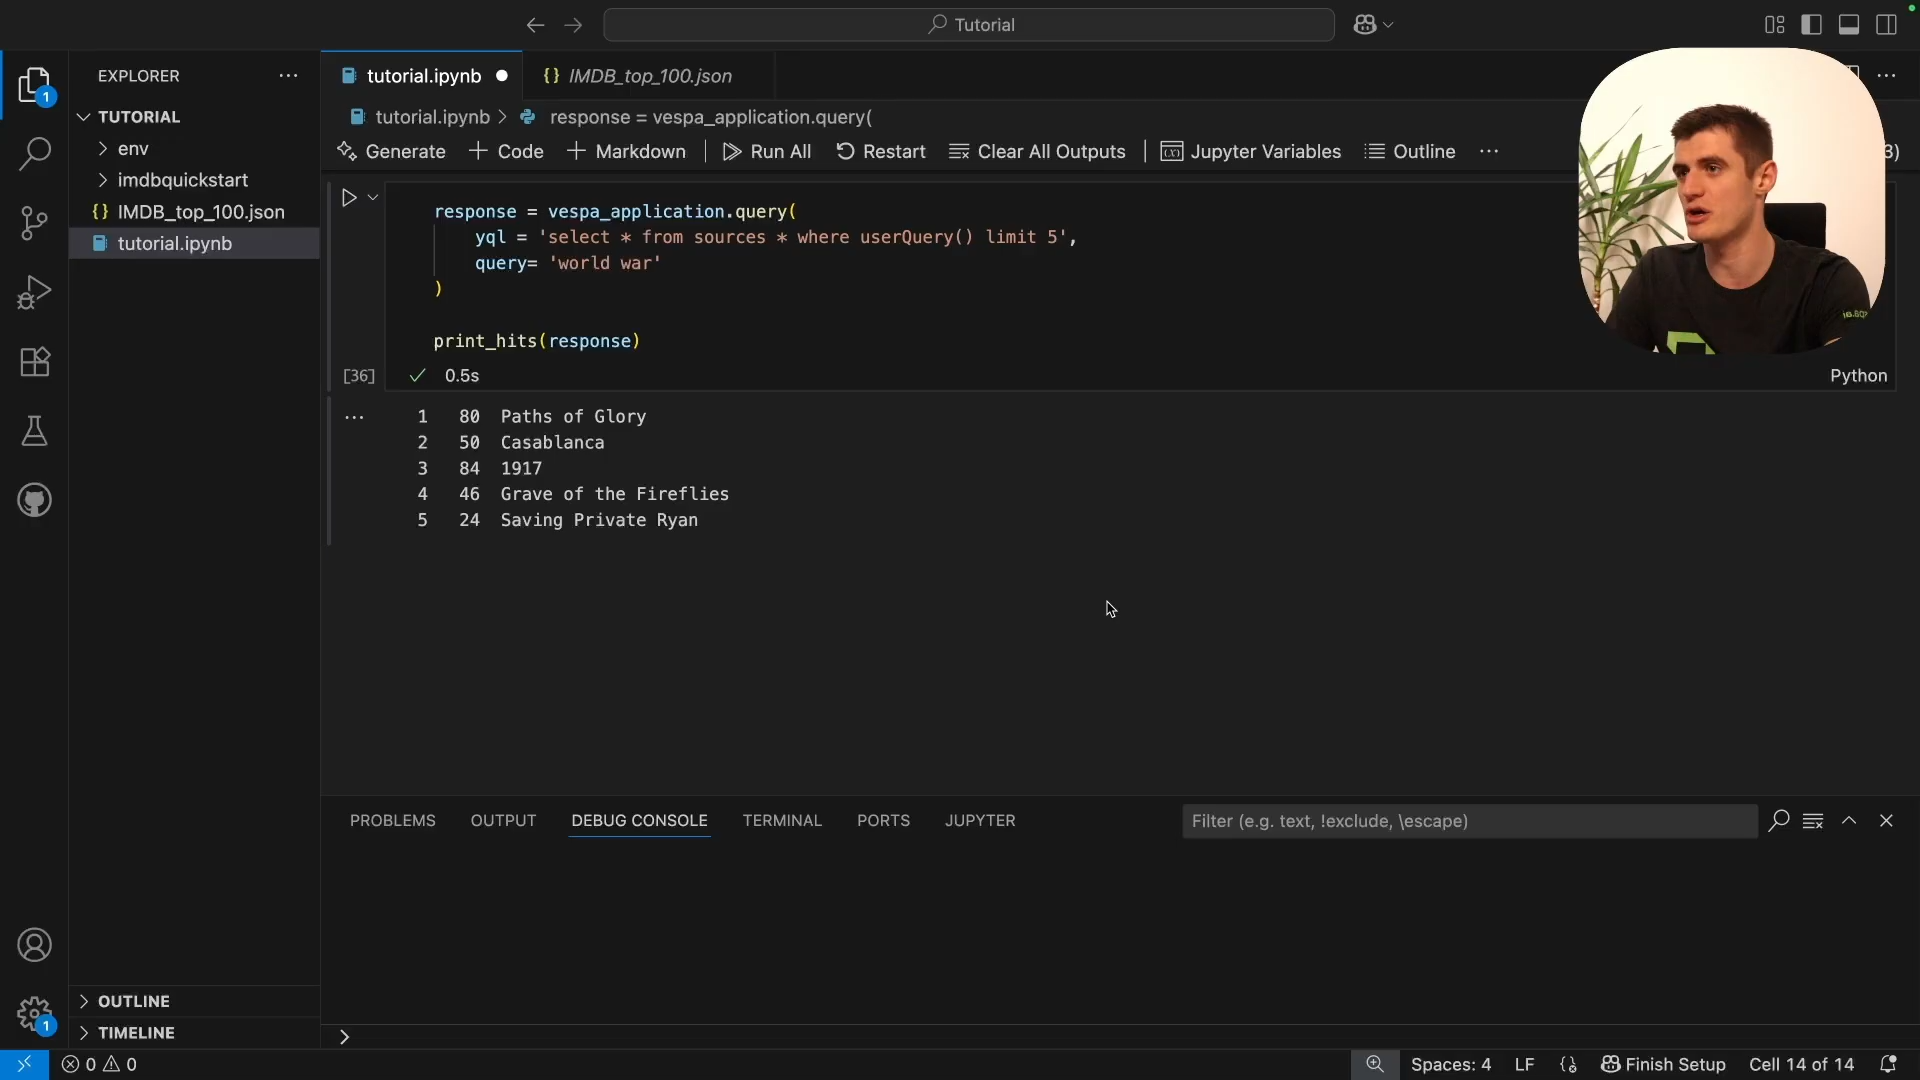 Tutorial
EXPLORER
tutorial.ipynb
IMDB_top_100.json
TUTORIAL
tutorial.ipynb > response = vespa_application.query(
env
Generate
Code
Markdown
Run All
Restart
Clear All Outputs
Jupyter Variables
Outline
3)
imdbquickstart
IMDB_top_100.json
tutorial.ipynb
response = vespa_application.query(
yql = 'select * from sources * where userQuery() limit 5',
query= 'world war'
)
print_hits(response)
[36] 0.5s
Python
1 80 Paths of Glory
2 50 Casablanca
3 84 1917
4 46 Grave of the Fireflies
5 24 Saving Private Ryan
PROBLEMS
OUTPUT
DEBUG CONSOLE
TERMINAL
PORTS
JUPYTER
Filter (e.g. text, !exclude, \escape)
OUTLINE
TIMELINE
1
1
0 0
Spaces: 4
LF
Finish Setup
Cell 14 of 14